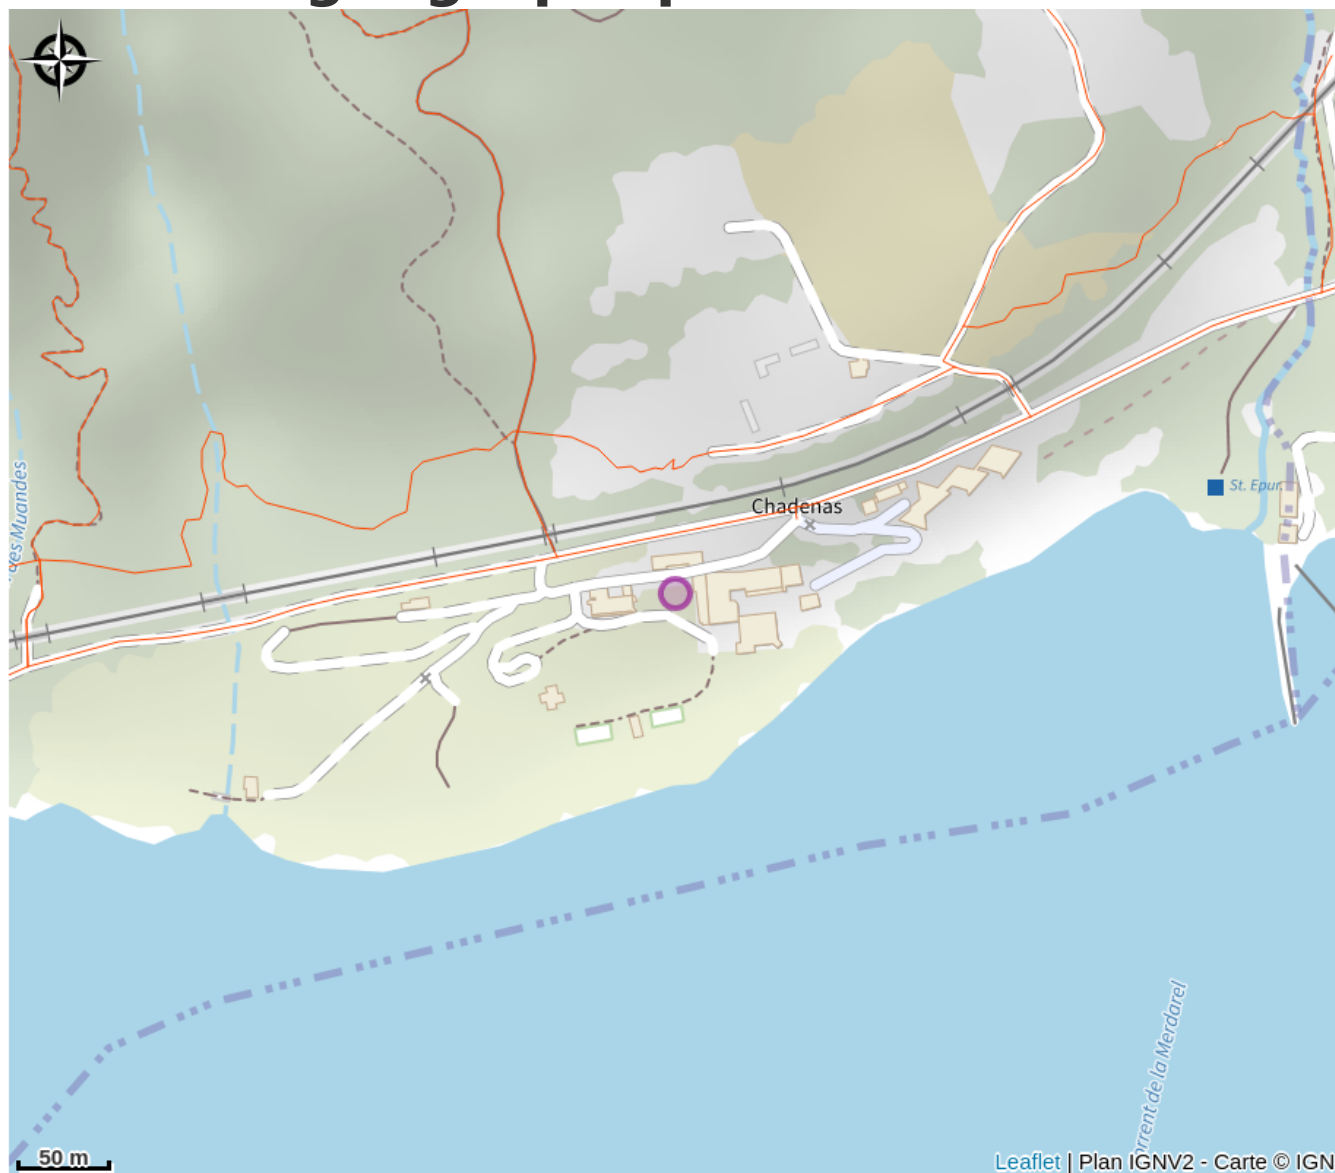 Chadenas
St. Epur.
des Muandes
Torrent de la Merdarel
50 m
Leaflet | Plan IGNV2 - Carte © IGN